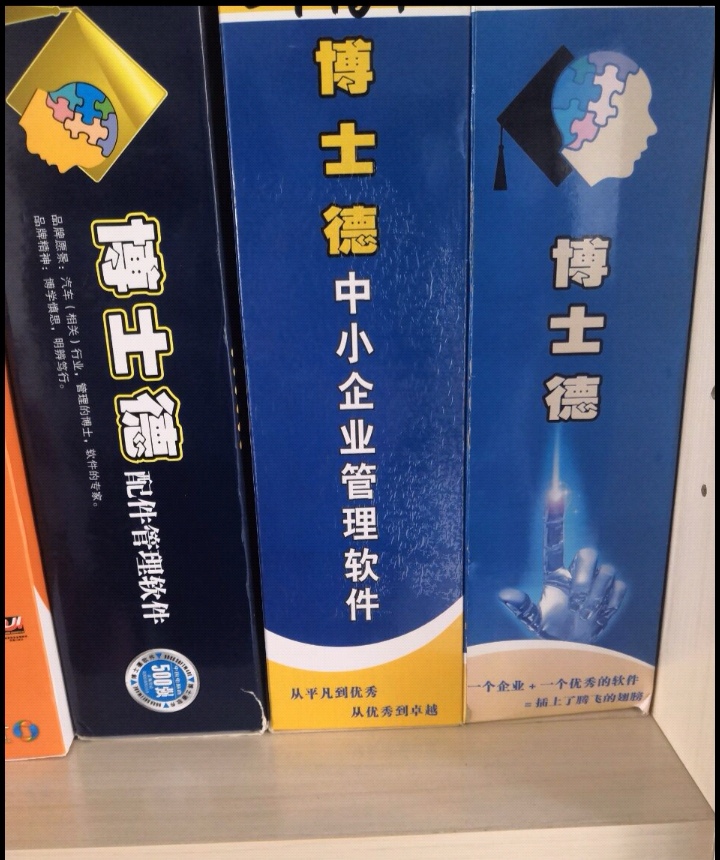 博士德
配件管理软件
品牌愿景：汽车（相关）行业，管理的博士，软件的专家。
品牌精神：博学慎思，明辨笃行。
500强
博士德
中小企业管理软件
从平凡到优秀
从优秀到卓越
博士德
一个企业+一个优秀的软件
=插上了腾飞的翅膀